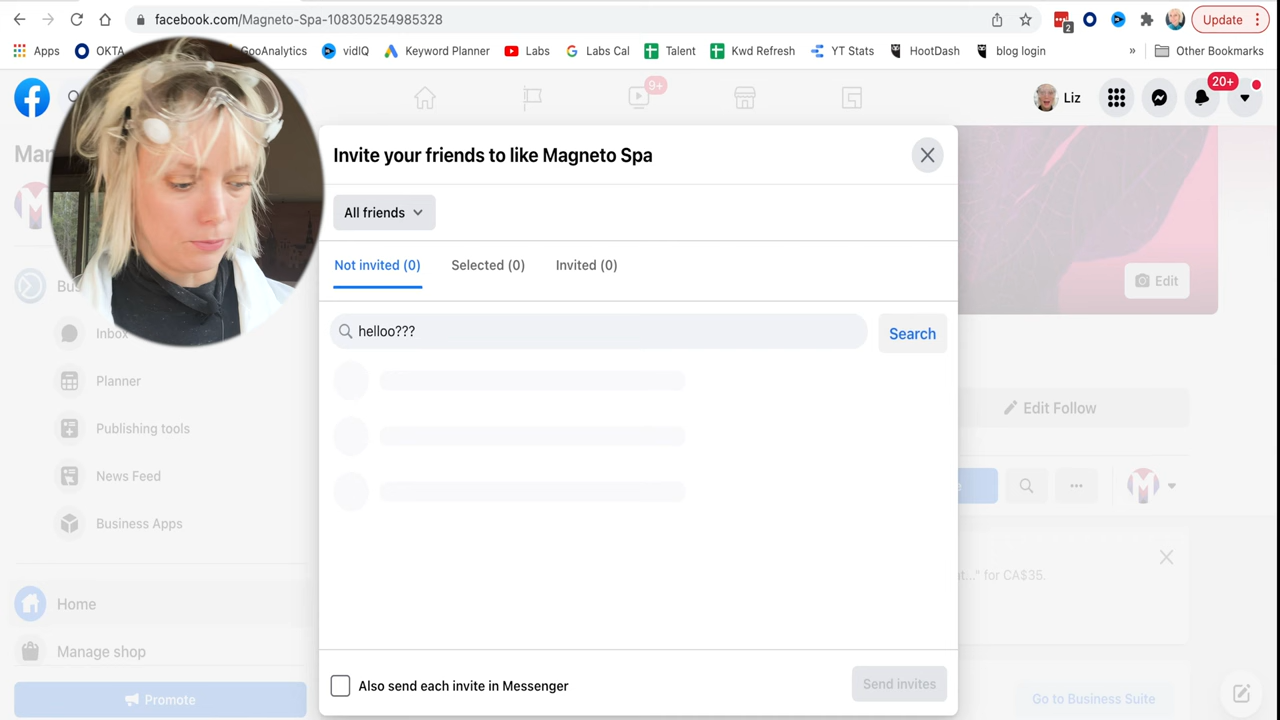 facebook.com/Magneto-Spa-108305254985328
2
Update
Apps
OKTA
GooAnalytics
vidIQ
Keyword Planner
Labs
Labs Cal
Talent
Kwd Refresh
YT Stats
HootDash
blog login
»
Other Bookmarks
9+
Liz
20+
Invite your friends to like Magneto Spa
All friends
Not invited (0)
Selected (0)
Invited (0)
helloo???
Search
Edit
Inbox
Planner
Publishing tools
Edit Follow
News Feed
Business Apps
for CA$35.
Home
Manage shop
Also send each invite in Messenger
Send invites
Promote
Go to Business Suite